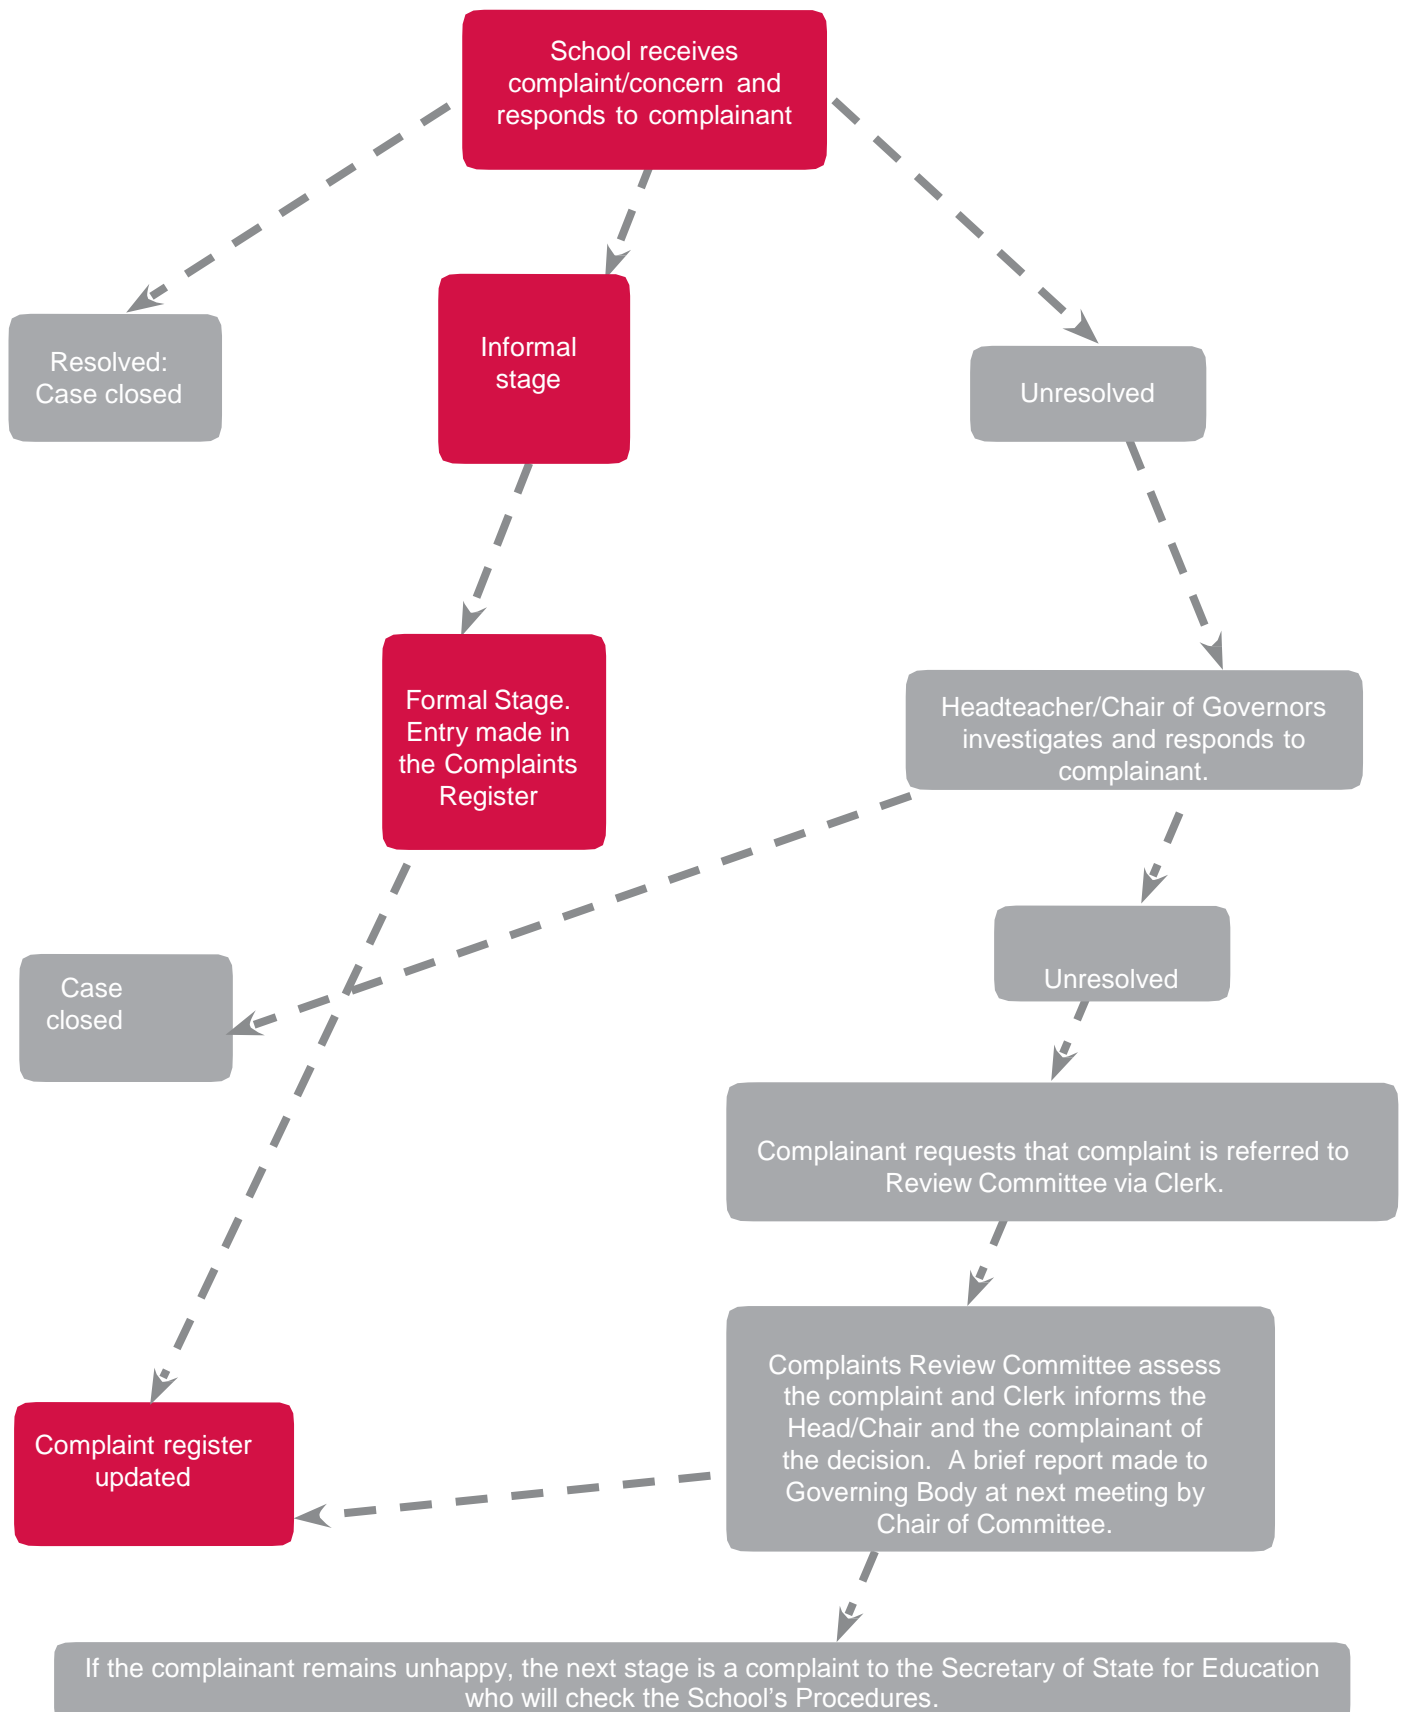 School receives
complaint/concern and
responds to complainant
Resolved:
Case closed
Informal
stage
Unresolved
Formal Stage.
Entry made in
the Complaints
Register
Headteacher/Chair of Governors
investigates and responds to
complainant.
Case
closed
Unresolved
Complainant requests that complaint is referred to
Review Committee via Clerk.
Complaints Review Committee assess
the complaint and Clerk informs the
Head/Chair and the complainant of
the decision.  A brief report made to
Governing Body at next meeting by
Chair of Committee.
Complaint register
updated
If the complainant remains unhappy, the next stage is a complaint to the Secretary of State for Education
who will check the School’s Procedures.